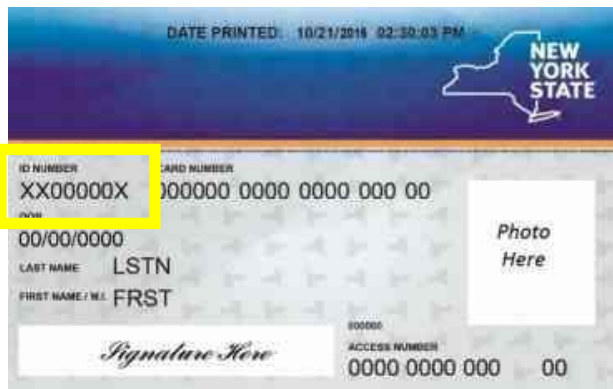 DATE PRINTED: 10/21/2016 02:30:03 PM
NEW
YORK
STATE
ID NUMBER CARD NUMBER
XX00000X 000000 0000 0000 000 00
DOB
00/00/0000
LAST NAME LSTN
FIRST NAME / M.I. FRST
Photo
Here
Signature Here
000000
ACCESS NUMBER
0000 0000 000 00